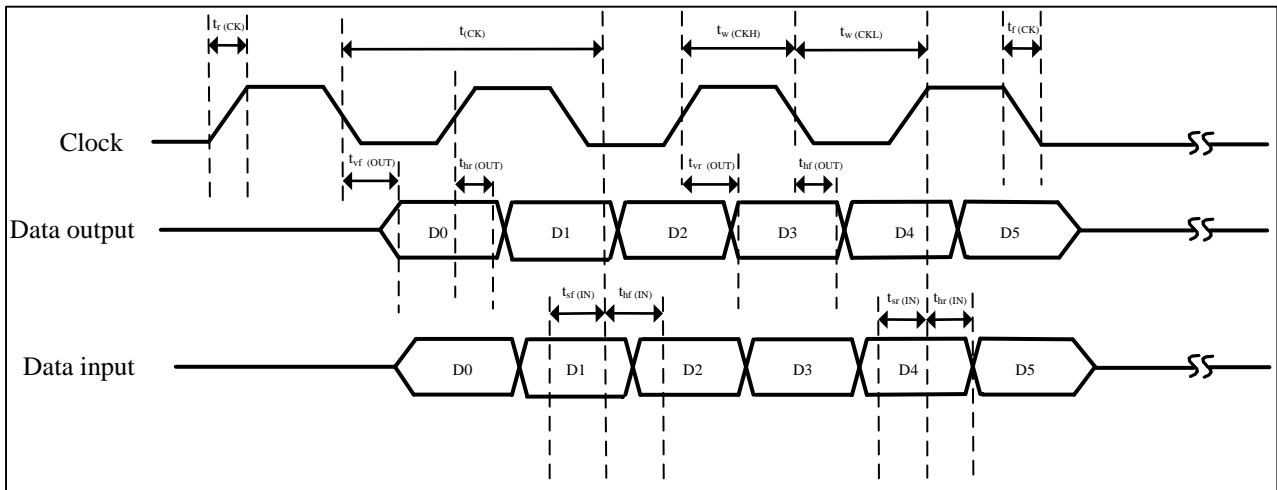 tr (CK)
t(CK)
tw (CKH)
tw (CKL)
tf (CK)
Clock
tvf (OUT)
thr (OUT)
tvr (OUT)
thf (OUT)
Data output
D0
D1
D2
D3
D4
D5
tsf (IN)
thf (IN)
tsr (IN)
thr (IN)
Data input
D0
D1
D2
D3
D4
D5